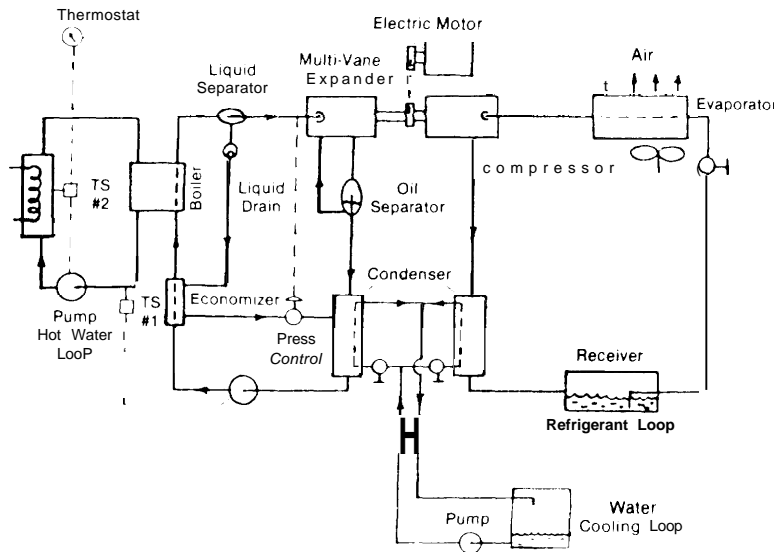 Thermostat
Electric Motor
Liquid
Separator
Multi-Vane
Expander
Air
t
Evaporator
TS
#2
Boiler
Liquid
Drain
Oil
Separator
compressor
Condenser
Economizer
TS
#1
Pump
Hot Water
LooP
Press
Control
Receiver
Refrigerant Loop
H
Pump
Water
Cooling Loop